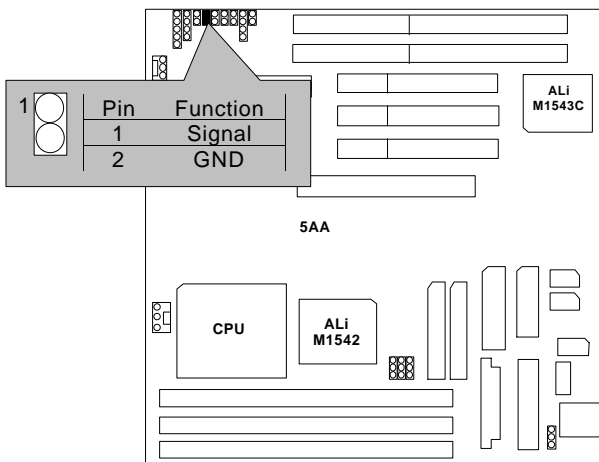 ALi
M1543C
1
Pin Function
1 Signal
2 GND
5AA
CPU
ALi
M1542